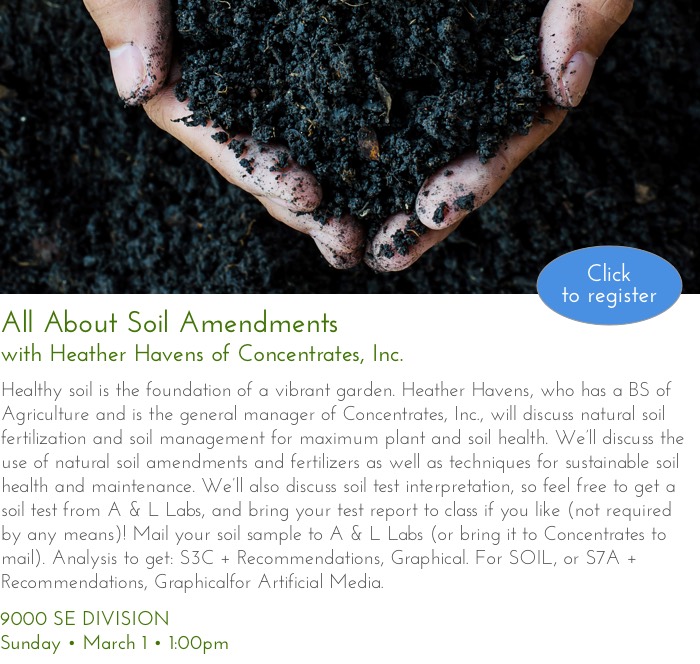 Click
to register
All About Soil Amendments
with Heather Havens of Concentrates, Inc.
Healthy soil is the foundation of a vibrant garden. Heather Havens, who has a BS of
Agriculture and is the general manager of Concentrates, Inc., will discuss natural soil
fertilization and soil management for maximum plant and soil health. We'll discuss the
use of natural soil amendments and fertilizers as well as techniques for sustainable soil
health and maintenance. We'll also discuss soil test interpretation, so feel free to get a
soil test from A & L Labs, and bring your test report to class if you like (not required
by any means)! Mail your soil sample to A & L Labs (or bring it to Concentrates to
mail). Analysis to get: S3C + Recommendations, Graphical. For SOIL, or S7A +
Recommendations, Graphicalfor Artificial Media.
9000 SE DIVISION
Sunday • March 1 • 1:00pm